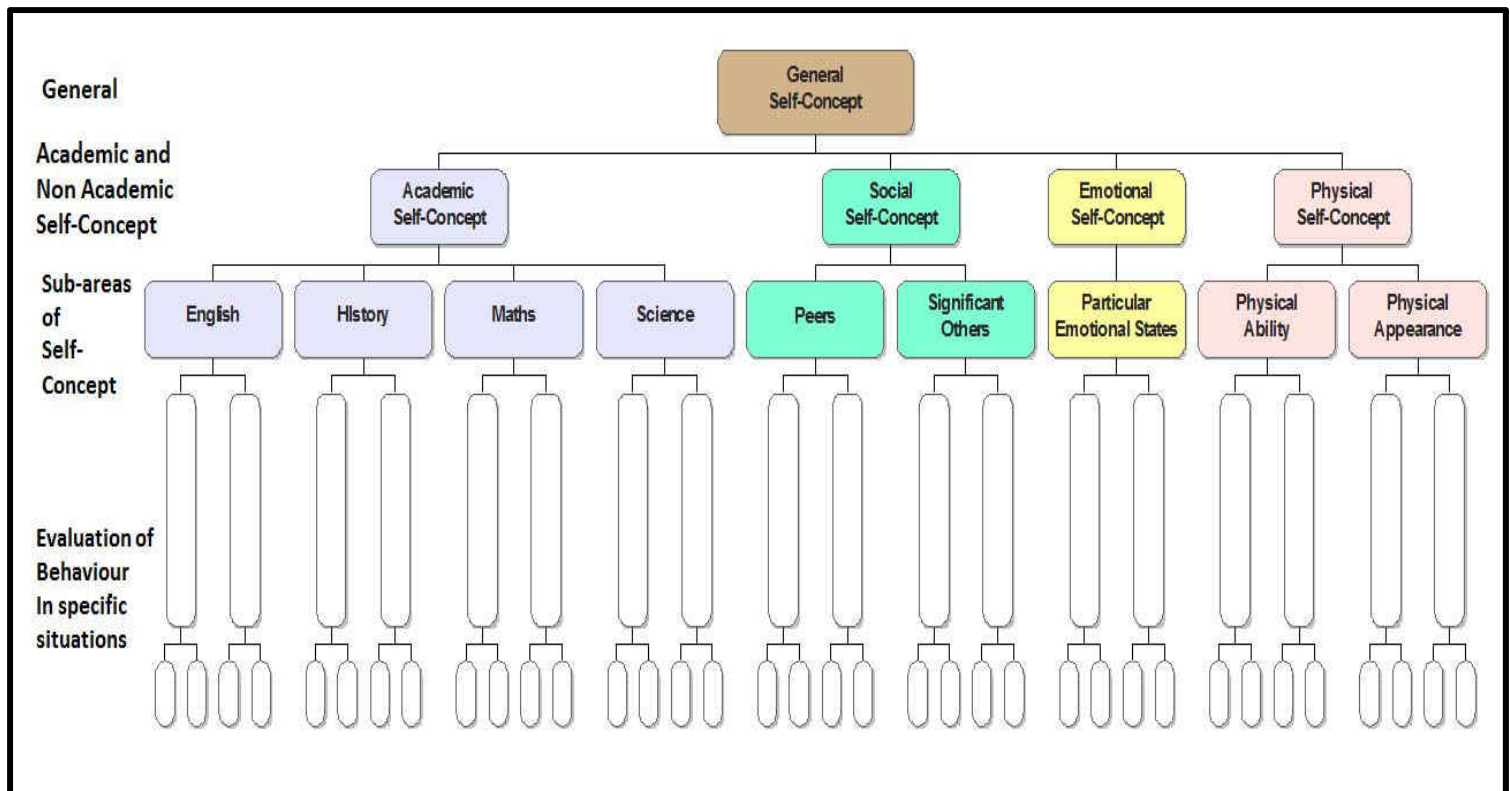 General
General
Self-Concept
Academic and
Non Academic
Self-Concept
Academic
Self-Concept
Social
Self-Concept
Emotional
Self-Concept
Physical
Self-Concept
Sub-areas
of
Self-
Concept
English
HIstory
Maths
Science
Peers
Significant
Others
Particular
Emotional States
Physical
Ability
Physical
Appearance
Evaluation of
Behaviour
In specific
situations